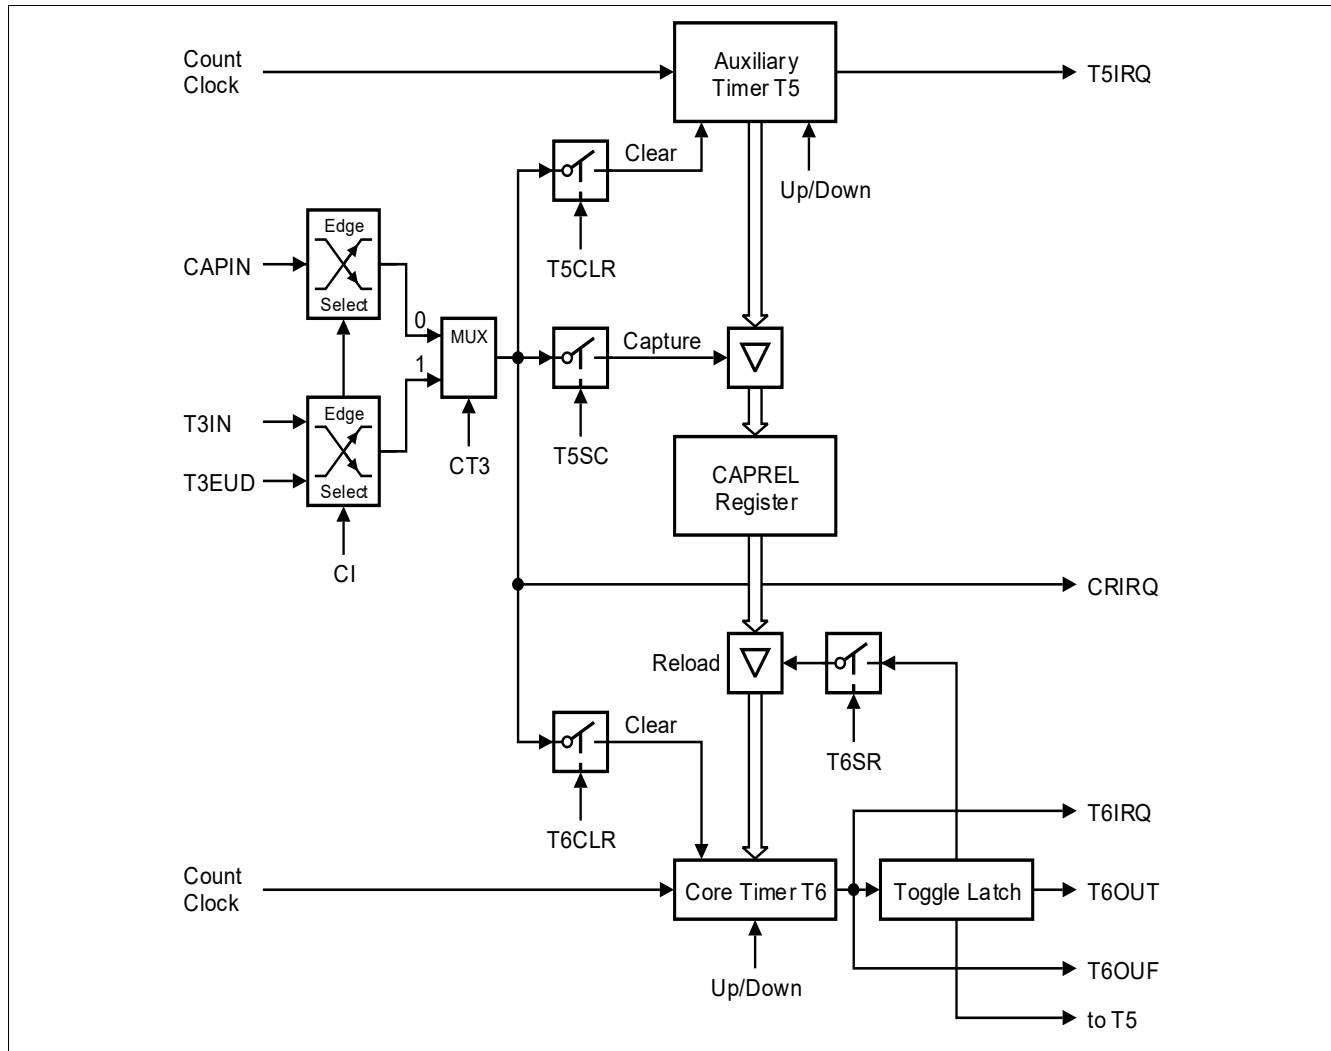 Count
Clock
Auxiliary
Timer T5
T5IRQ
Clear
Up/Down
T5CLR
Edge
Select
CAPIN
0
MUX
1
Capture
T3IN
T3EUD
Edge
Select
CT3
T5SC
CAPREL
Register
CI
CRIRQ
Reload
T6SR
Clear
T6CLR
T6IRQ
Count
Clock
Core Timer T6
Toggle Latch
T6OUT
T6OUF
Up/Down
to T5